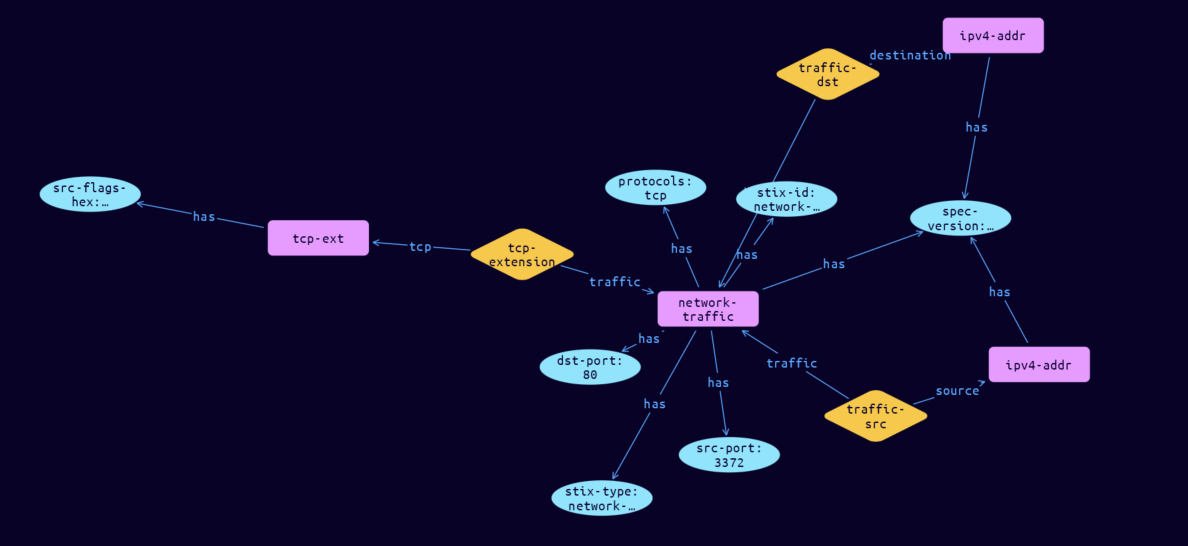 ipv4-addr
destination
traffic-
dst
has
protocols:
tcp
src-flags-
hex:…
stix-id:
network-…
spec-
version:…
has
tcp-ext
tcp
tcp-
extension
has
has
has
traffic
has
network-
traffic
has
dst-port:
80
traffic
ipv4-addr
has
source
has
traffic-
src
src-port:
3372
stix-type:
network-…